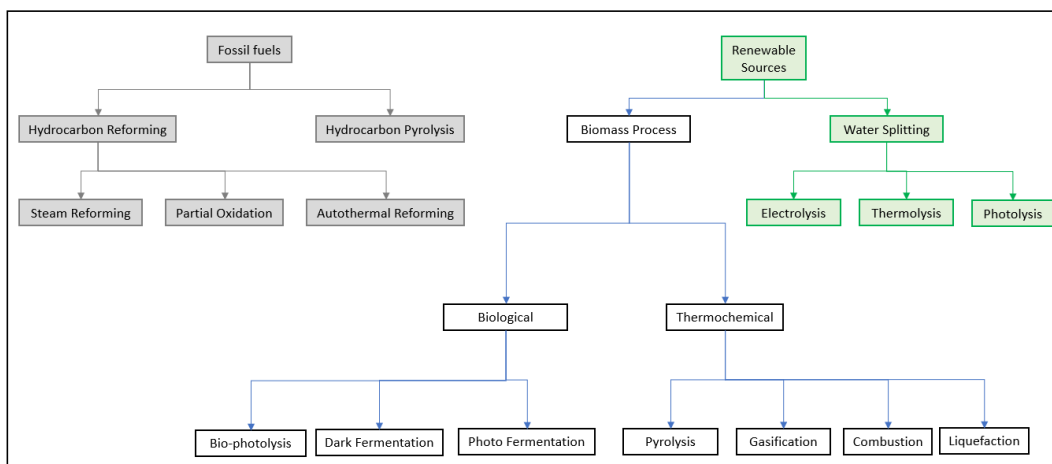 Fossil fuels
Renewable
Sources
Hydrocarbon Reforming
Hydrocarbon Pyrolysis
Biomass Process
Water Splitting
Steam Reforming
Partial Oxidation
Autothermal Reforming
Electrolysis
Thermolysis
Photolysis
Biological
Thermochemical
Bio-photolysis
Dark Fermentation
Photo Fermentation
Pyrolysis
Gasification
Combustion
Liquefaction